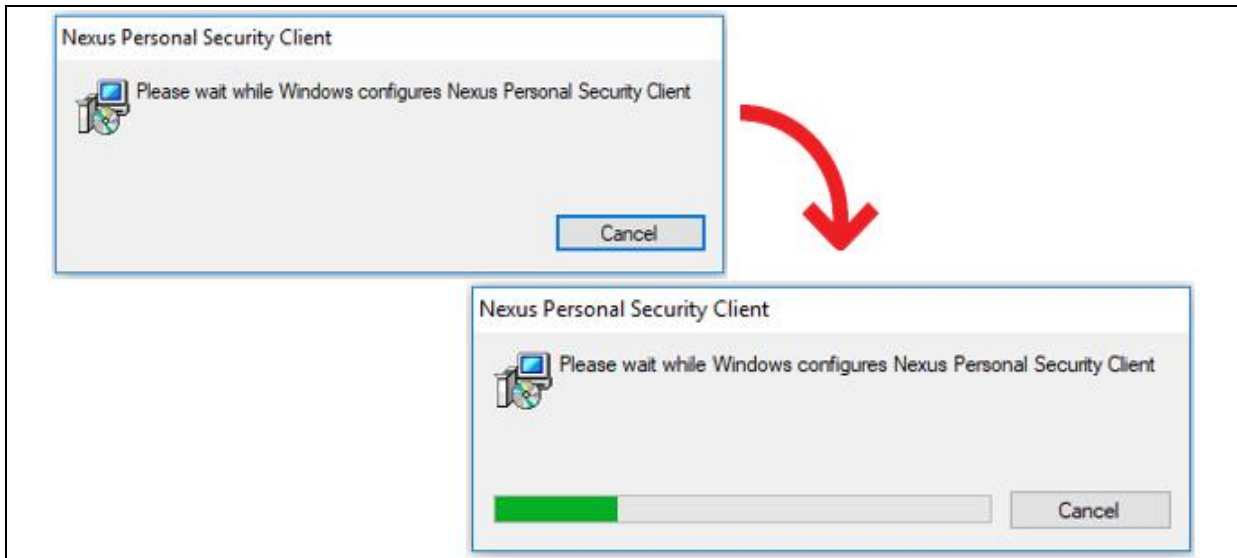 Nexus Personal Security Client
Please wait while Windows configures Nexus Personal Security Client
Cancel
Nexus Personal Security Client
Please wait while Windows configures Nexus Personal Security Client
Cancel